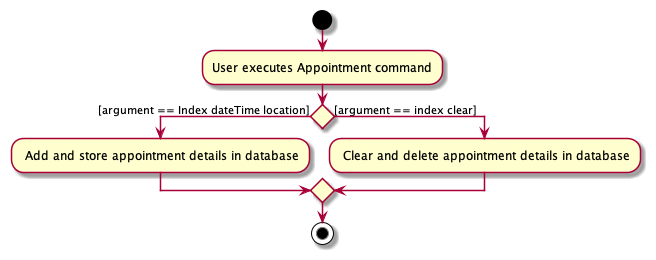 User executes Appointment command
[argument == Index dateTime location]
[argument == index clear]
Add and store appointment details in database
Clear and delete appointment details in database